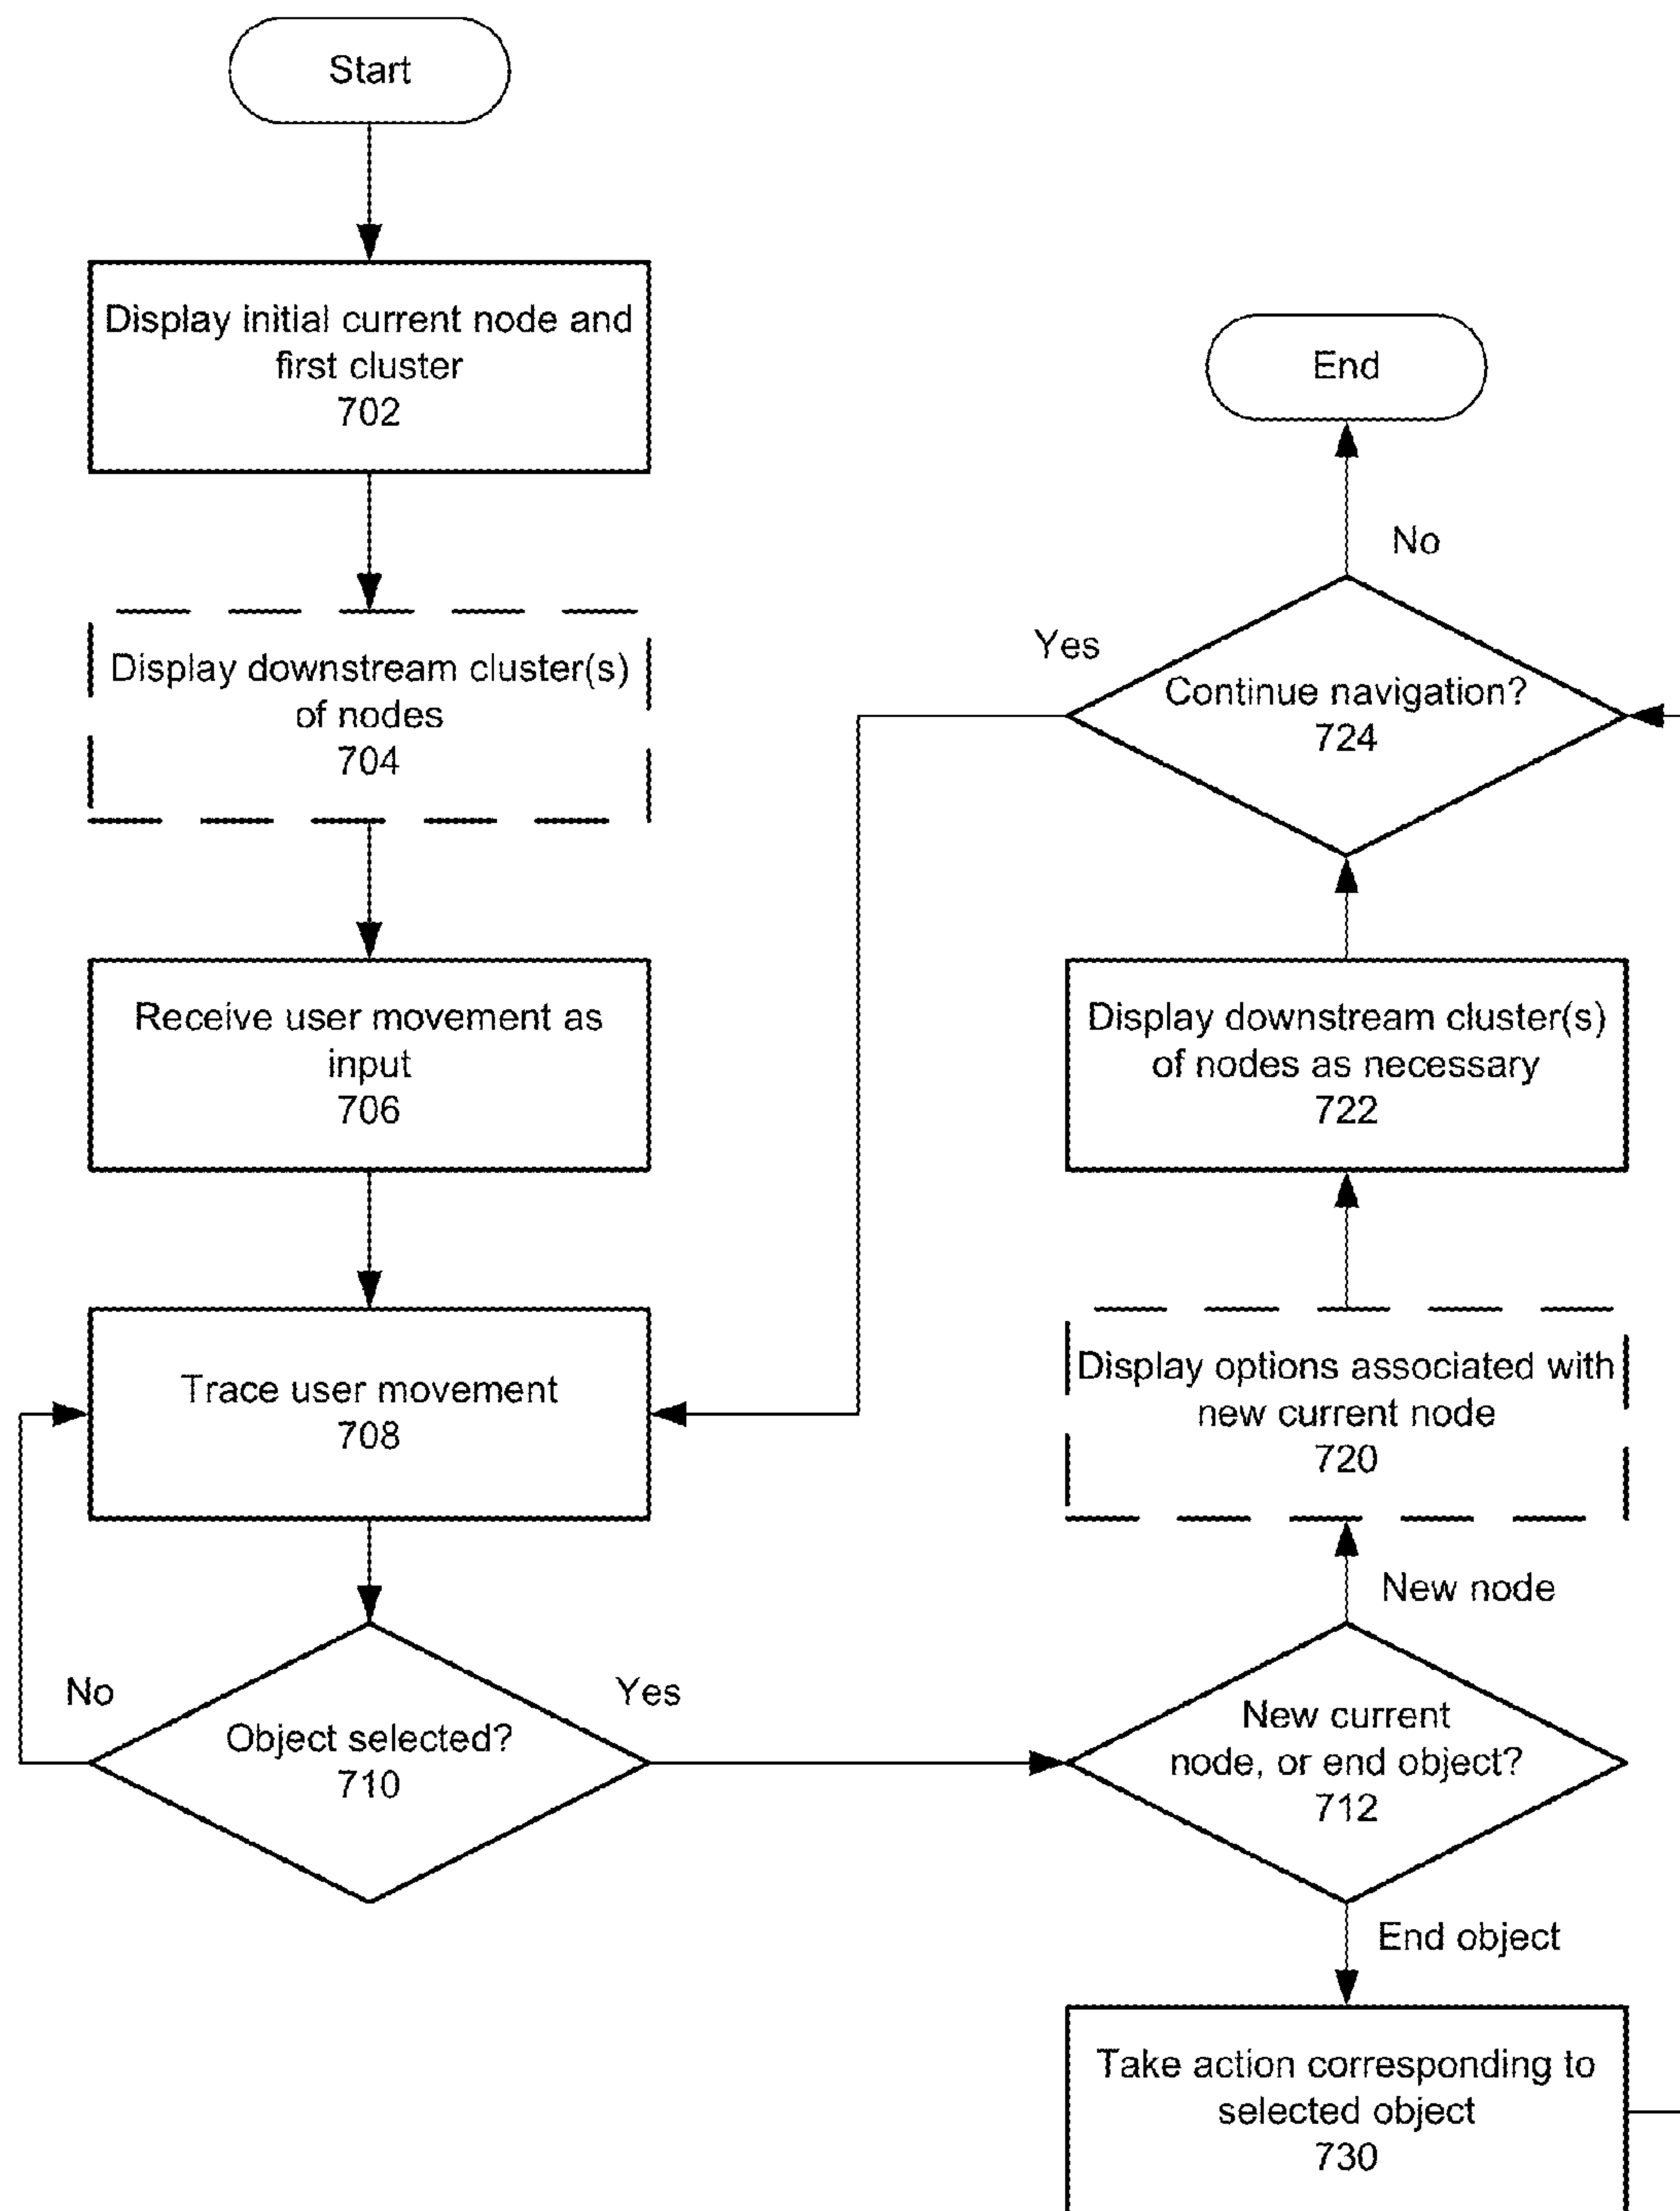 Start
Display initial current node and
first cluster
702
Display downstream cluster(s)
of nodes
704
Receive user movement as
input
706
Trace user movement
708
No
Yes
Object selected?
710
End
No
Yes
Continue navigation?
724
Display downstream cluster(s)
of nodes as necessary
722
Display options associated with
new current node
720
New node
New current
node, or end object?
712
End object
Take action corresponding to
selected object
730